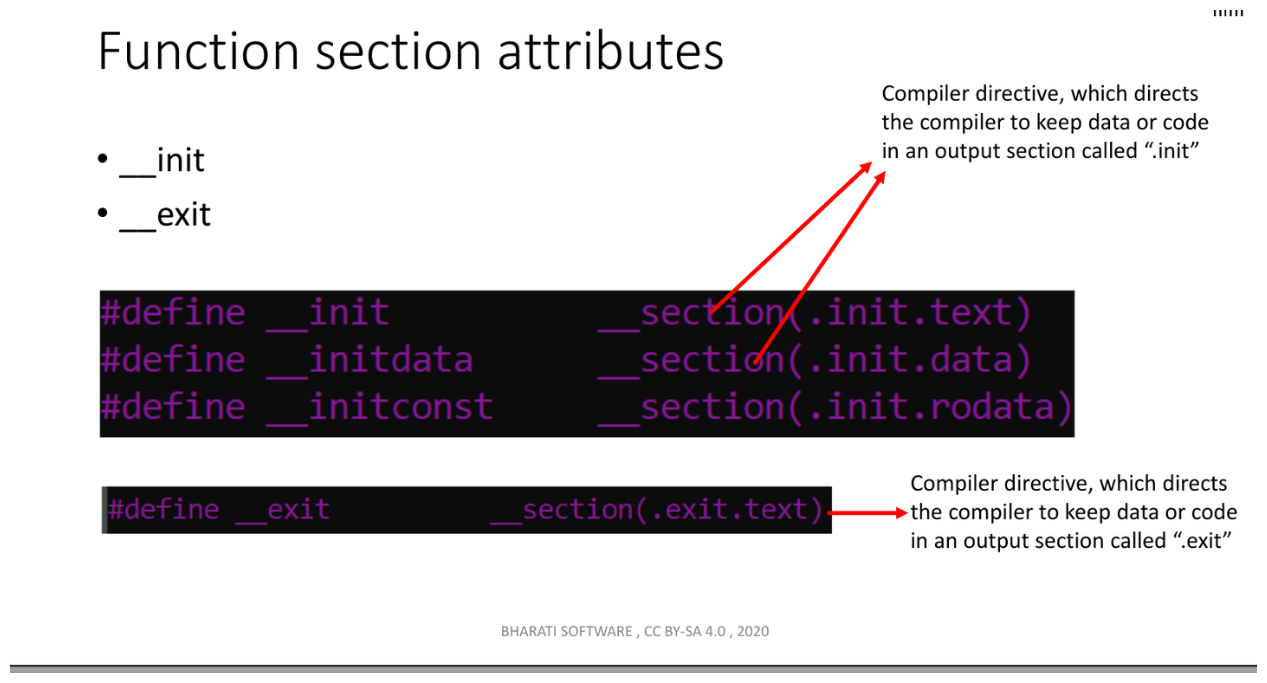 Function section attributes
Compiler directive, which directs
the compiler to keep data or code
in an output section called “.init”
• __init
• __exit
#define __init __section(.init.text)
#define __initdata __section(.init.data)
#define __initconst __section(.init.rodata)
#define __exit __section(.exit.text)
Compiler directive, which directs
the compiler to keep data or code
in an output section called “.exit”
BHARATI SOFTWARE , CC BY-SA 4.0 , 2020